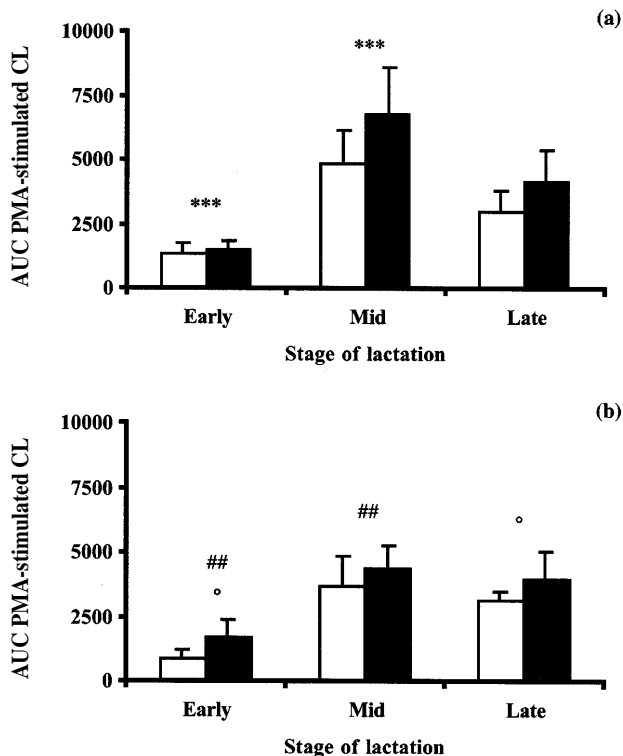 (a)
AUC PMA-stimulated CL
10000
7500
5000
2500
0
***
***
Early Mid Late
Stage of lactation
(b)
AUC PMA-stimulated CL
10000
7500
5000
2500
0
##
°
##
°
Early Mid Late
Stage of lactation